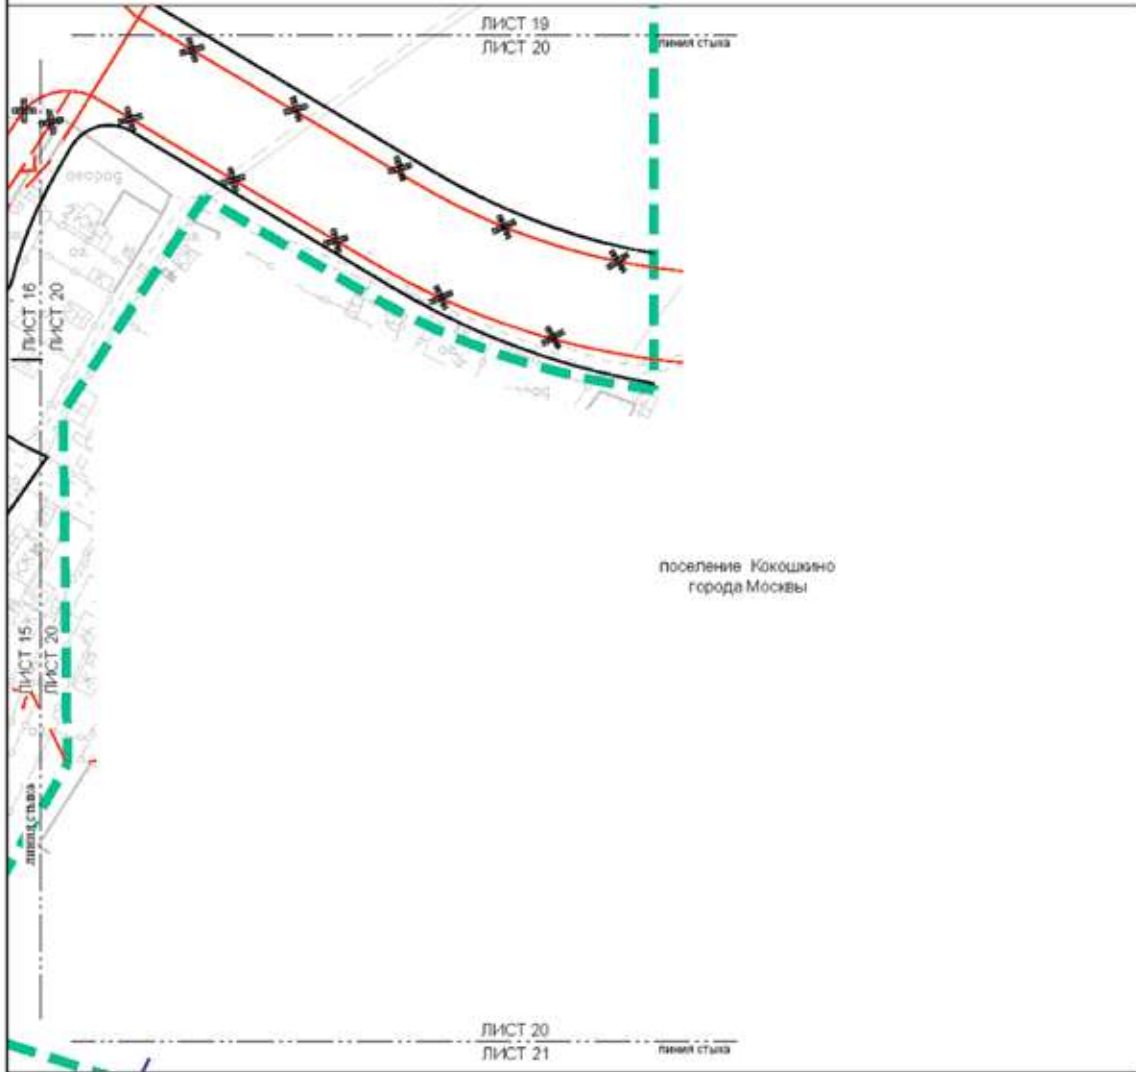 ЛИСТ 19
ЛИСТ 20
линия стыка
огород
ЛИСТ 16
ЛИСТ 20
поселение Кокошкино
города Москвы
ЛИСТ 15
ЛИСТ 20
линия стыка
ЛИСТ 20
ЛИСТ 21
линия стыка